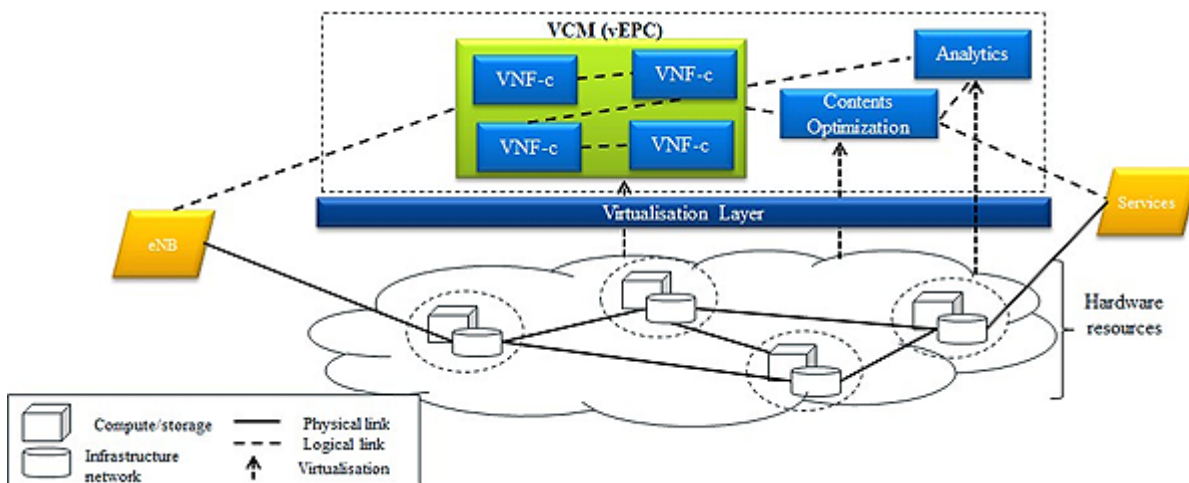 VCM (vEPC)
VNF-c
VNF-c
VNF-c
VNF-c
Analytics
Contents
Optimization
Virtualisation Layer
eNB
Services
Hardware
resources
Compute/storage
Infrastructure
network
Physical link
Logical link
Virtualisation